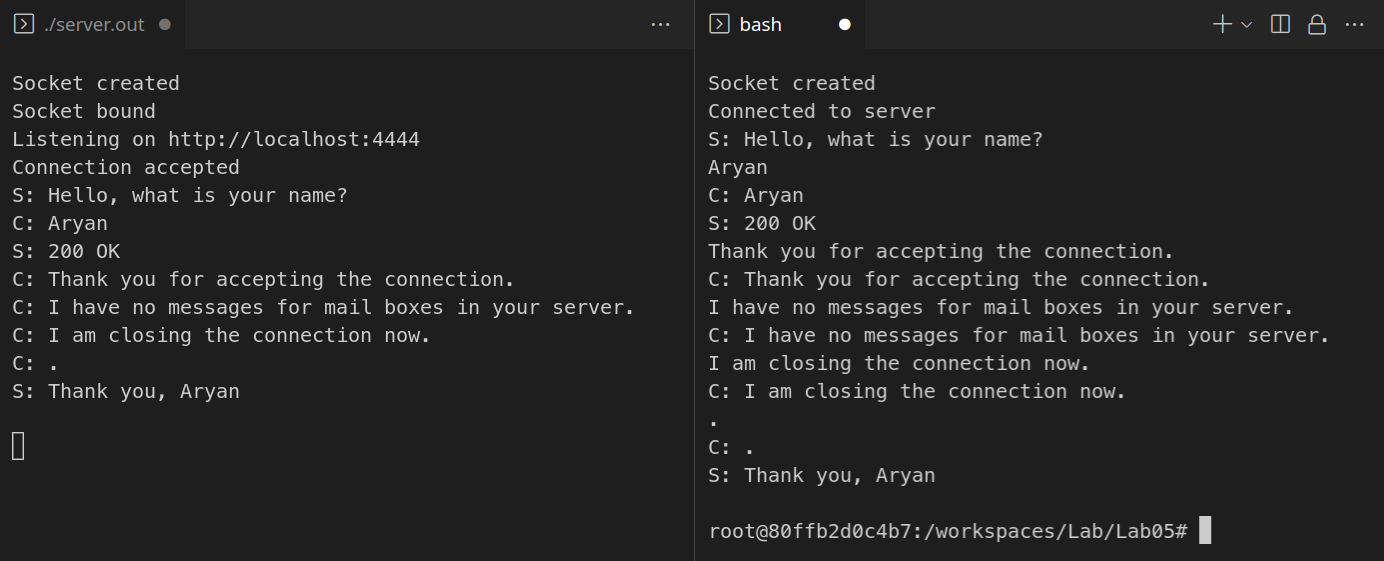 ./server.out
Socket created
Socket bound
Listening on http://localhost:4444
Connection accepted
S: Hello, what is your name?
C: Aryan
S: 200 OK
C: Thank you for accepting the connection.
C: I have no messages for mail boxes in your server.
C: I am closing the connection now.
C: .
S: Thank you, Aryan
bash
Socket created
Connected to server
S: Hello, what is your name?
Aryan
C: Aryan
S: 200 OK
Thank you for accepting the connection.
C: Thank you for accepting the connection.
I have no messages for mail boxes in your server.
C: I have no messages for mail boxes in your server.
I am closing the connection now.
C: I am closing the connection now.
.
C: .
S: Thank you, Aryan
root@80ffb2d0c4b7:/workspaces/Lab/Lab05#